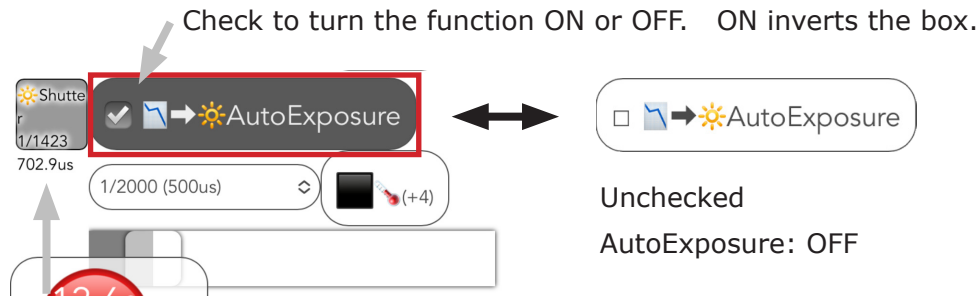 Check to turn the function ON or OFF. ON inverts the box.
Shutte
r
1/1423
702.9us
AutoExposure
AutoExposure
1/2000 (500us)
(+4)
Unchecked
AutoExposure: OFF